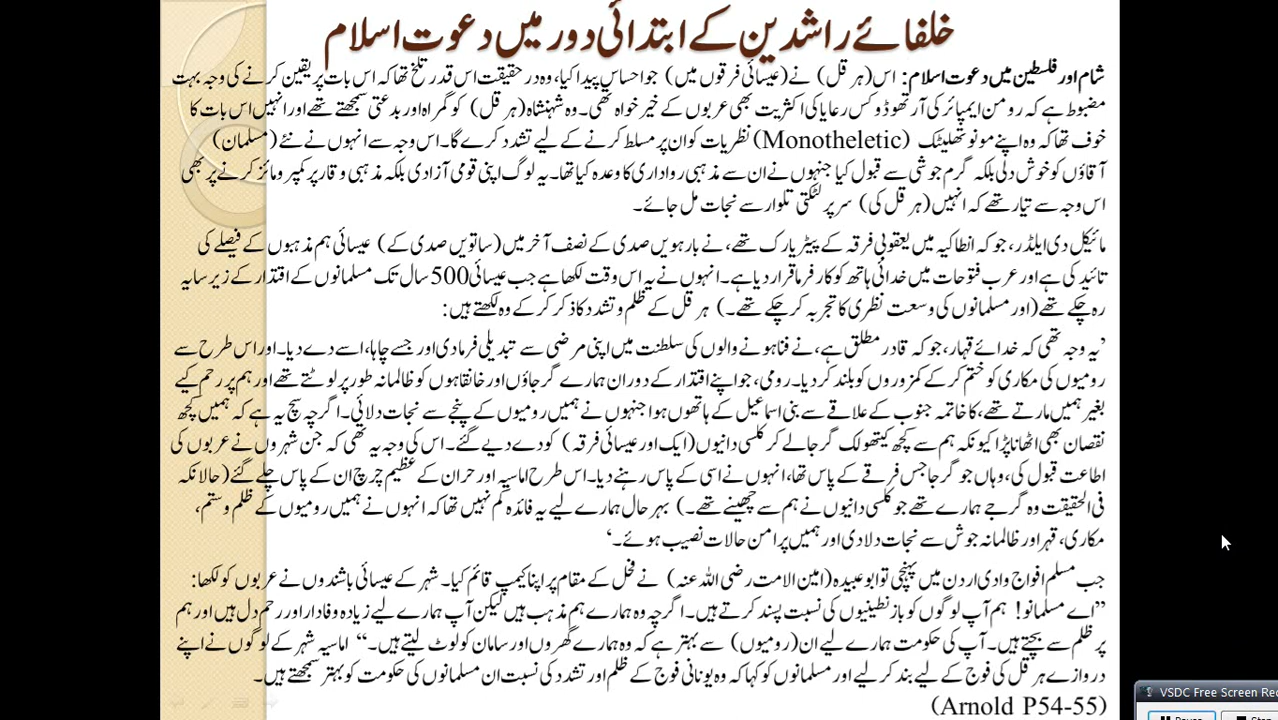 خلفائے راشدین کے ابتدائی دور میں دعوت اسلام
شام اور فلسطین میں دعوت اسلام: اس (ہر قل) نے (عیسائی فرقوں میں) جو احساس پیدا کیا، وہ در حقیقت اس قدر تلخ تھا کہ اس بات پر یقین کرنے کی وجہ بہت
مضبوط ہے کہ رومن ایمپائر کی آرتھوڈوکس رعایا کی اکثریت بھی عربوں کے خیر خواہ تھی۔ وہ شہنشاہ (ہر قل) کو گمراہ اور بدعتی سمجھتے تھے اور انہیں اس بات کا
خوف تھا کہ وہ اپنے مونو تھلیٹک (Monotheletic) نظریات کو ان پر مسلط کرنے کے لیے تشدد کرے گا۔ اس وجہ سے انہوں نے نئے (مسلمان)
آقاؤں کو خوش دلی بلکہ گرم جوشی سے قبول کیا جنہوں نے ان سے مذہبی رواداری کا وعدہ کیا تھا۔ یہ لوگ اپنی قومی آزادی بلکہ مذہبی وقار پر کمپرومائز کرنے پر بھی
اس وجہ سے تیار تھے کہ انہیں (ہر قل کی) سر پر لٹکتی تلوار سے نجات مل جائے۔
مائیکل دی ایلڈر، جو کہ انطاکیہ میں یعقوبی فرقہ کے پیٹریارک تھے، نے بارہویں صدی کے نصف آخر میں (ساتویں صدی کے) عیسائی ہم مذہبوں کے فیصلے کی
تائید کی ہے اور عرب فتوحات میں خدائی ہاتھ کو کار فرما قرار دیا ہے۔ انہوں نے یہ اس وقت لکھا ہے جب عیسائی 500 سال تک مسلمانوں کے اقتدار کے زیر سایہ
رہ چکے تھے (اور مسلمانوں کی وسعت نظری کا تجربہ کر چکے تھے۔) ہر قل کے ظلم و تشدد کا ذکر کر کے وہ لکھتے ہیں:
’یہ وجہ تھی کہ خدائے قہار، جو کہ قادر مطلق ہے، نے فنا ہونے والوں کی سلطنت میں اپنی مرضی سے تبدیلی فرما دی اور جسے چاہا، اسے دے دیا۔ اور اس طرح سے
رومیوں کی مکاری کو ختم کر کے کمزوروں کو بلند کر دیا۔ رومی، جو اپنے اقتدار کے دوران ہمارے گرجاؤں اور خانقاہوں کو ظالمانہ طور پر لوٹتے تھے اور ہم پر رحم کیے
بغیر ہمیں مارتے تھے، کا خاتمہ جنوب کے علاقے سے بنی اسماعیل کے ہاتھوں ہوا جنہوں نے ہمیں رومیوں کے پنجے سے نجات دلائی۔ اگرچہ سچ یہ ہے کہ ہمیں کچھ
نقصان بھی اٹھانا پڑا کیونکہ ہم سے کچھ کیتھولک گرجا لے کر کلسی دانیوں (ایک اور عیسائی فرقہ) کو دے دیے گئے۔ اس کی وجہ یہ تھی کہ جن شہروں نے عربوں کی
اطاعت قبول کی، وہاں جو گرجا جس فرقے کے پاس تھا، انہوں نے اسی کے پاس رہنے دیا۔ اس طرح اماسیہ اور حران کے عظیم چرچ ان کے پاس چلے گئے (حالانکہ
فی الحقیقت وہ گرجے ہمارے تھے جو کلسی دانیوں نے ہم سے چھینے تھے۔) بہر حال ہمارے لیے یہ فائدہ کم نہیں تھا کہ انہوں نے ہمیں رومیوں کے ظلم و ستم،
مکاری، قہر اور ظالمانہ جوش سے نجات دلا دی اور ہمیں پر امن حالات نصیب ہوئے۔‘
جب مسلم افواج وادی اردن میں پہنچی تو ابو عبیدہ (امین الامت رضی اللہ عنہ) نے فحل کے مقام پر اپنا کیمپ قائم کیا۔ شہر کے عیسائی باشندوں نے عربوں کو لکھا:
”اے مسلمانو! ہم آپ لوگوں کو بازنطینیوں کی نسبت پسند کرتے ہیں۔ اگرچہ وہ ہمارے ہم مذہب ہیں لیکن آپ ہمارے لیے زیادہ وفادار اور رحم دل ہیں اور ہم
پر ظلم سے بچتے ہیں۔ آپ کی حکومت ہمارے لیے ان (رومیوں) سے بہتر ہے کہ وہ ہمارے گھروں اور سامان کو لوٹ لیتے ہیں۔“ اماسیہ شہر کے لوگوں نے اپنے
دروازے ہر قل کی فوج کے لیے بند کر لیے اور مسلمانوں کو کہا کہ وہ یونانی فوج کے ظلم اور تشدد کی نسبت ان مسلمانوں کی حکومت کو بہتر سمجھتے ہیں۔
(Arnold P54-55)
VSDC Free Screen Rec
Pause